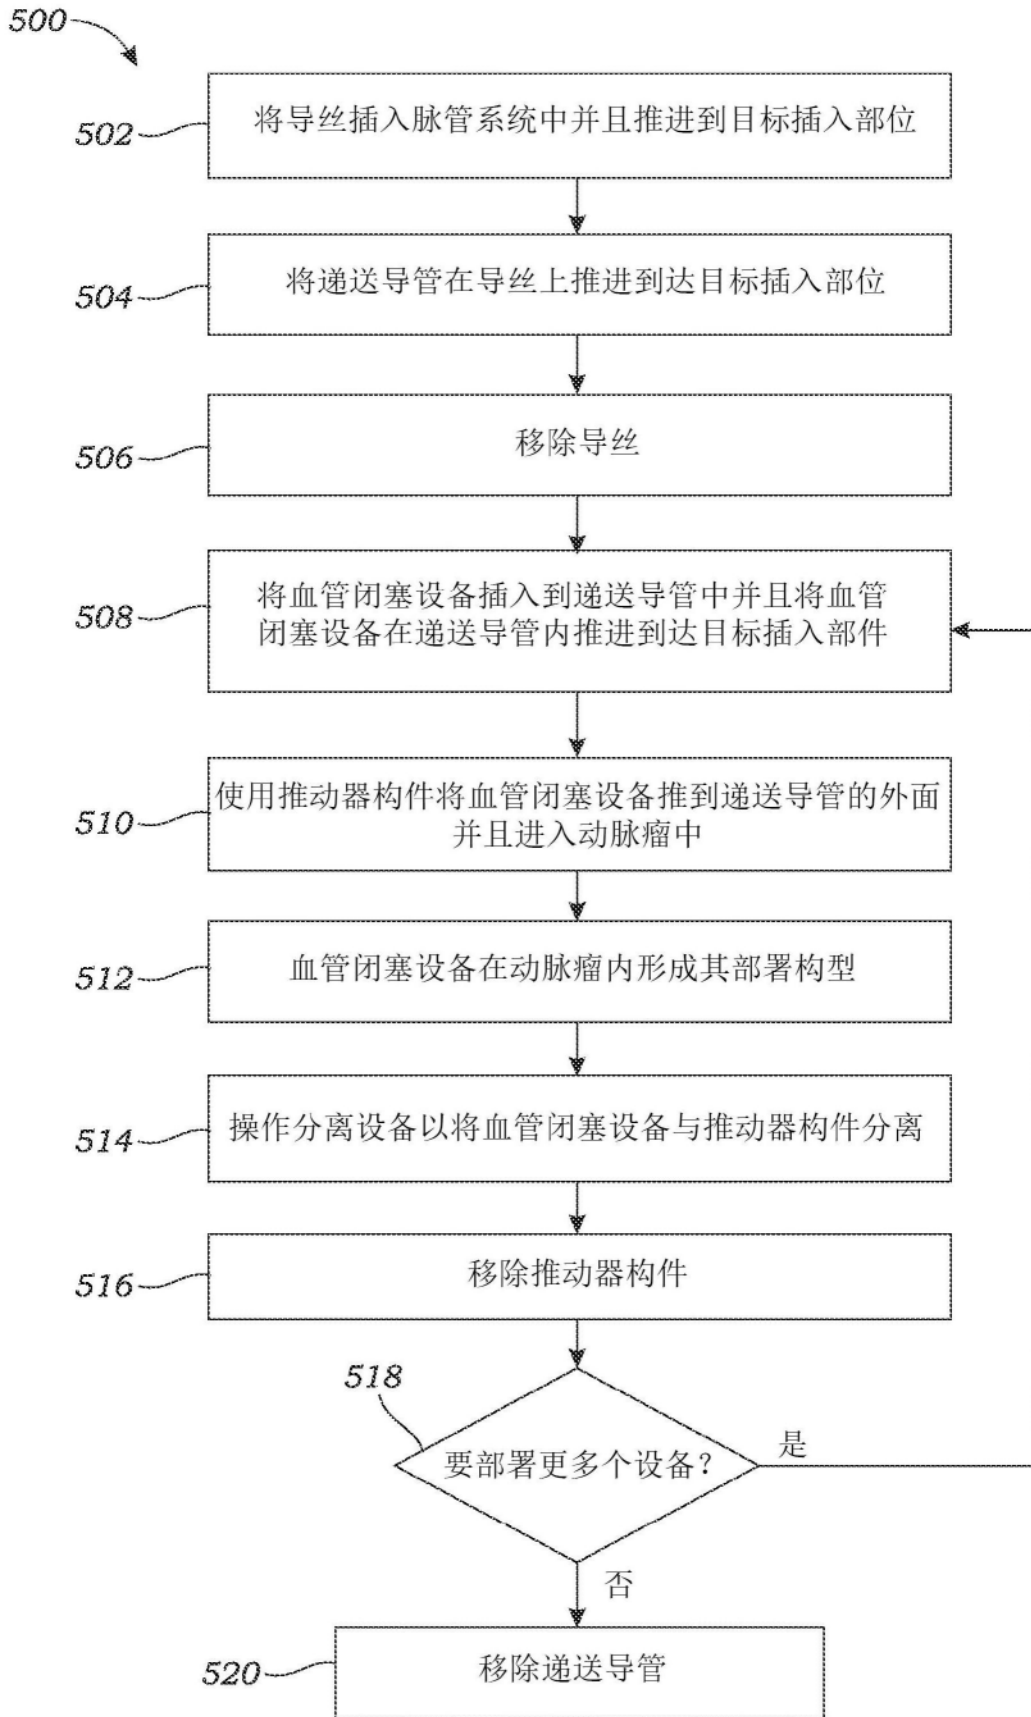 500
502
将导丝插入脉管系统中并且推进到目标插入部位
504
将递送导管在导丝上推进到达目标插入部位
506
移除导丝
508
将血管闭塞设备插入到递送导管中并且将血管
闭塞设备在递送导管内推进到达目标插入部件
510
使用推动器构件将血管闭塞设备推到递送导管的外面
并且进入动脉瘤中
512
血管闭塞设备在动脉瘤内形成其部署构型
514
操作分离设备以将血管闭塞设备与推动器构件分离
516
移除推动器构件
518
要部署更多个设备?
是
否
520
移除递送导管